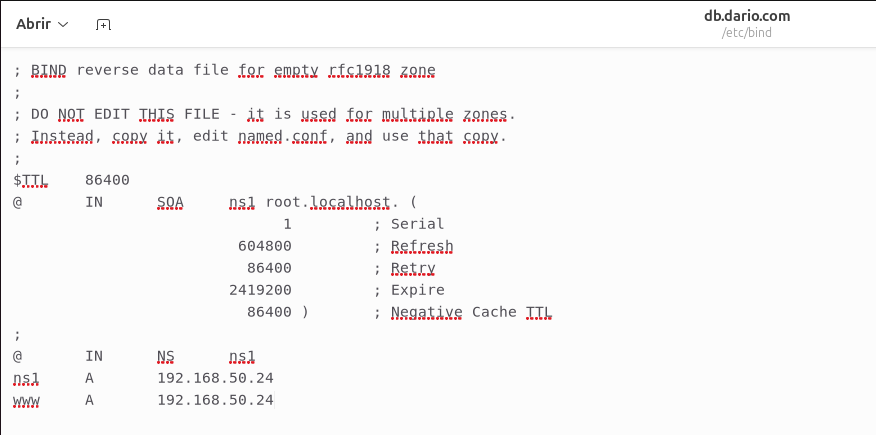 Abrir
db.dario.com
/etc/bind
; BIND reverse data file for empty rfc1918 zone
;
; DO NOT EDIT THIS FILE - it is used for multiple zones.
; Instead, copy it, edit named.conf, and use that copy.
;
$TTL    86400
@       IN      SOA     ns1 root.localhost. (
                              1         ; Serial
                         604800         ; Refresh
                          86400         ; Retry
                        2419200         ; Expire
                          86400 )       ; Negative Cache TTL
;
@       IN      NS      ns1
ns1     A       192.168.50.24
www     A       192.168.50.24